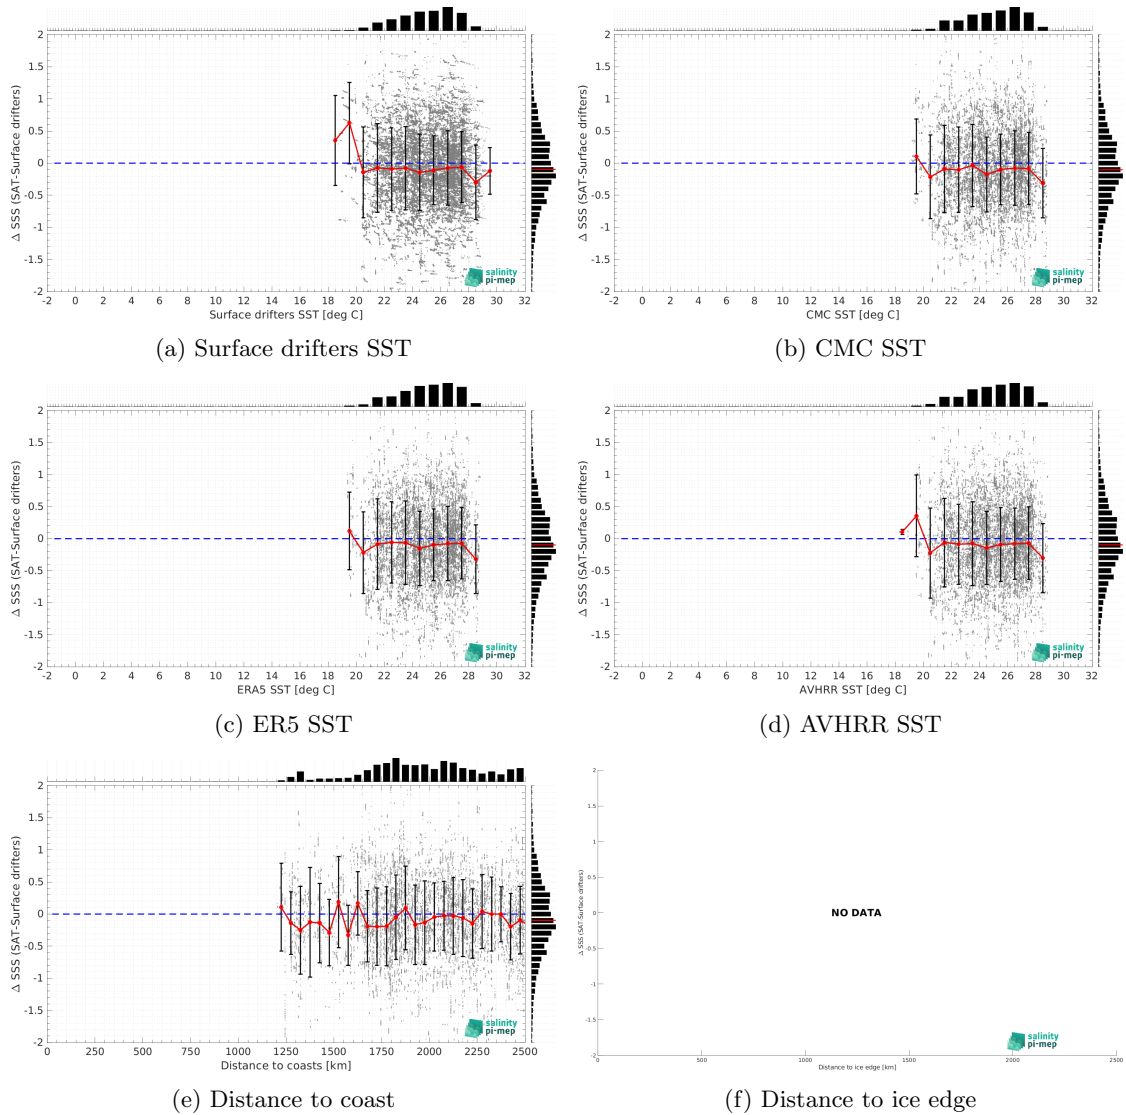 2
1.5
1
0.5
0
-0.5
-1
-1.5
-2
Δ SSS (SAT-Surface drifters)
-2 0 2 4 6 8 10 12 14 16 18 20 22 24 26 28 30 32
Surface drifters SST [deg C]
salinity
pi-mep
(a) Surface drifters SST
2
1.5
1
0.5
0
-0.5
-1
-1.5
-2
Δ SSS (SAT-Surface drifters)
-2 0 2 4 6 8 10 12 14 16 18 20 22 24 26 28 30 32
CMC SST [deg C]
salinity
pi-mep
(b) CMC SST
2
1.5
1
0.5
0
-0.5
-1
-1.5
-2
Δ SSS (SAT-Surface drifters)
-2 0 2 4 6 8 10 12 14 16 18 20 22 24 26 28 30 32
ERA5 SST [deg C]
salinity
pi-mep
(c) ER5 SST
2
1.5
1
0.5
0
-0.5
-1
-1.5
-2
Δ SSS (SAT-Surface drifters)
-2 0 2 4 6 8 10 12 14 16 18 20 22 24 26 28 30 32
AVHRR SST [deg C]
salinity
pi-mep
(d) AVHRR SST
2
1.5
1
0.5
0
-0.5
-1
-1.5
-2
Δ SSS (SAT-Surface drifters)
0 250 500 750 1000 1250 1500 1750 2000 2250 2500
Distance to coasts [km]
salinity
pi-mep
(e) Distance to coast
2
1.5
1
0.5
0
-0.5
-1
-1.5
-2
Δ SSS (SAT-Surface drifters)
NO DATA
0 500 1000 1500 2000 2500
Distance to ice edge [km]
salinity
pi-mep
(f) Distance to ice edge